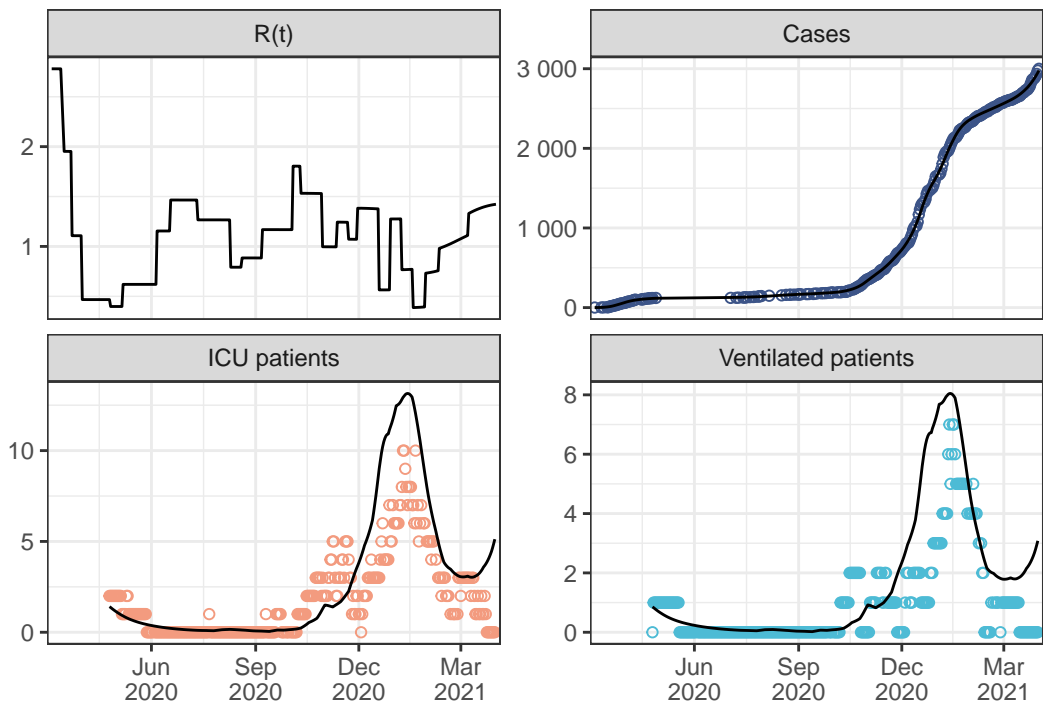 R(t)
Cases
2
1
3 000
2 000
1 000
0
ICU patients
Ventilated patients
10
5
0
8
6
4
2
0
Jun Sep Dec Mar
2020 2020 2020 2021
Jun Sep Dec Mar
2020 2020 2020 2021